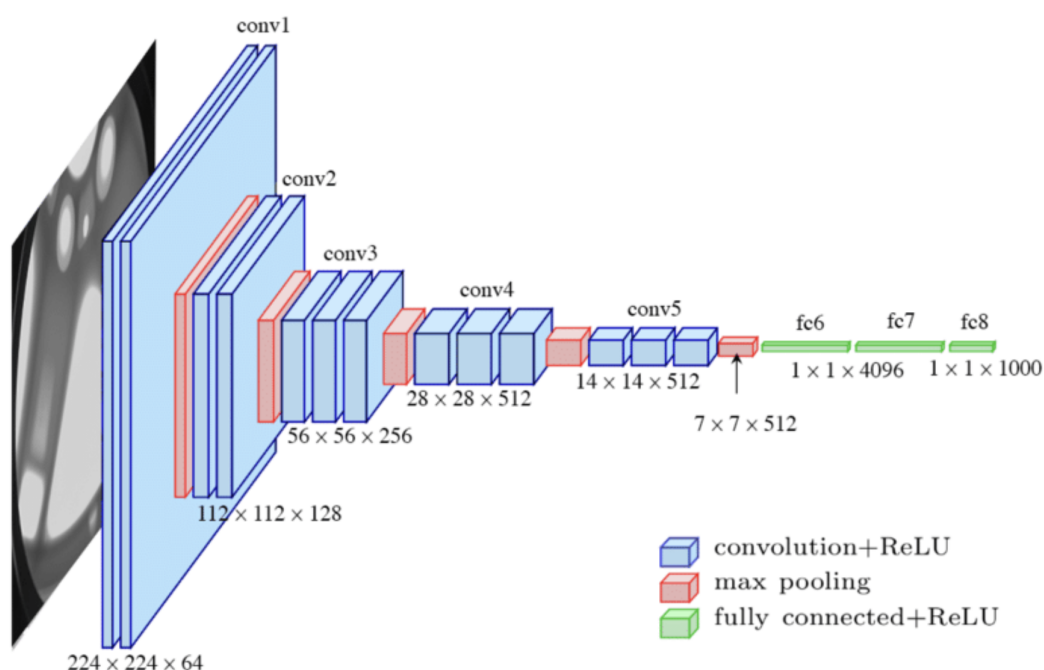 conv1
conv2
conv3
conv4
conv5
fc6
fc7
fc8
1 × 1 × 4096
1 × 1 × 1000
14 × 14 × 512
28 × 28 × 512
7 × 7 × 512
56 × 56 × 256
112 × 112 × 128
224 × 224 × 64
convolution+ReLU
max pooling
fully connected+ReLU